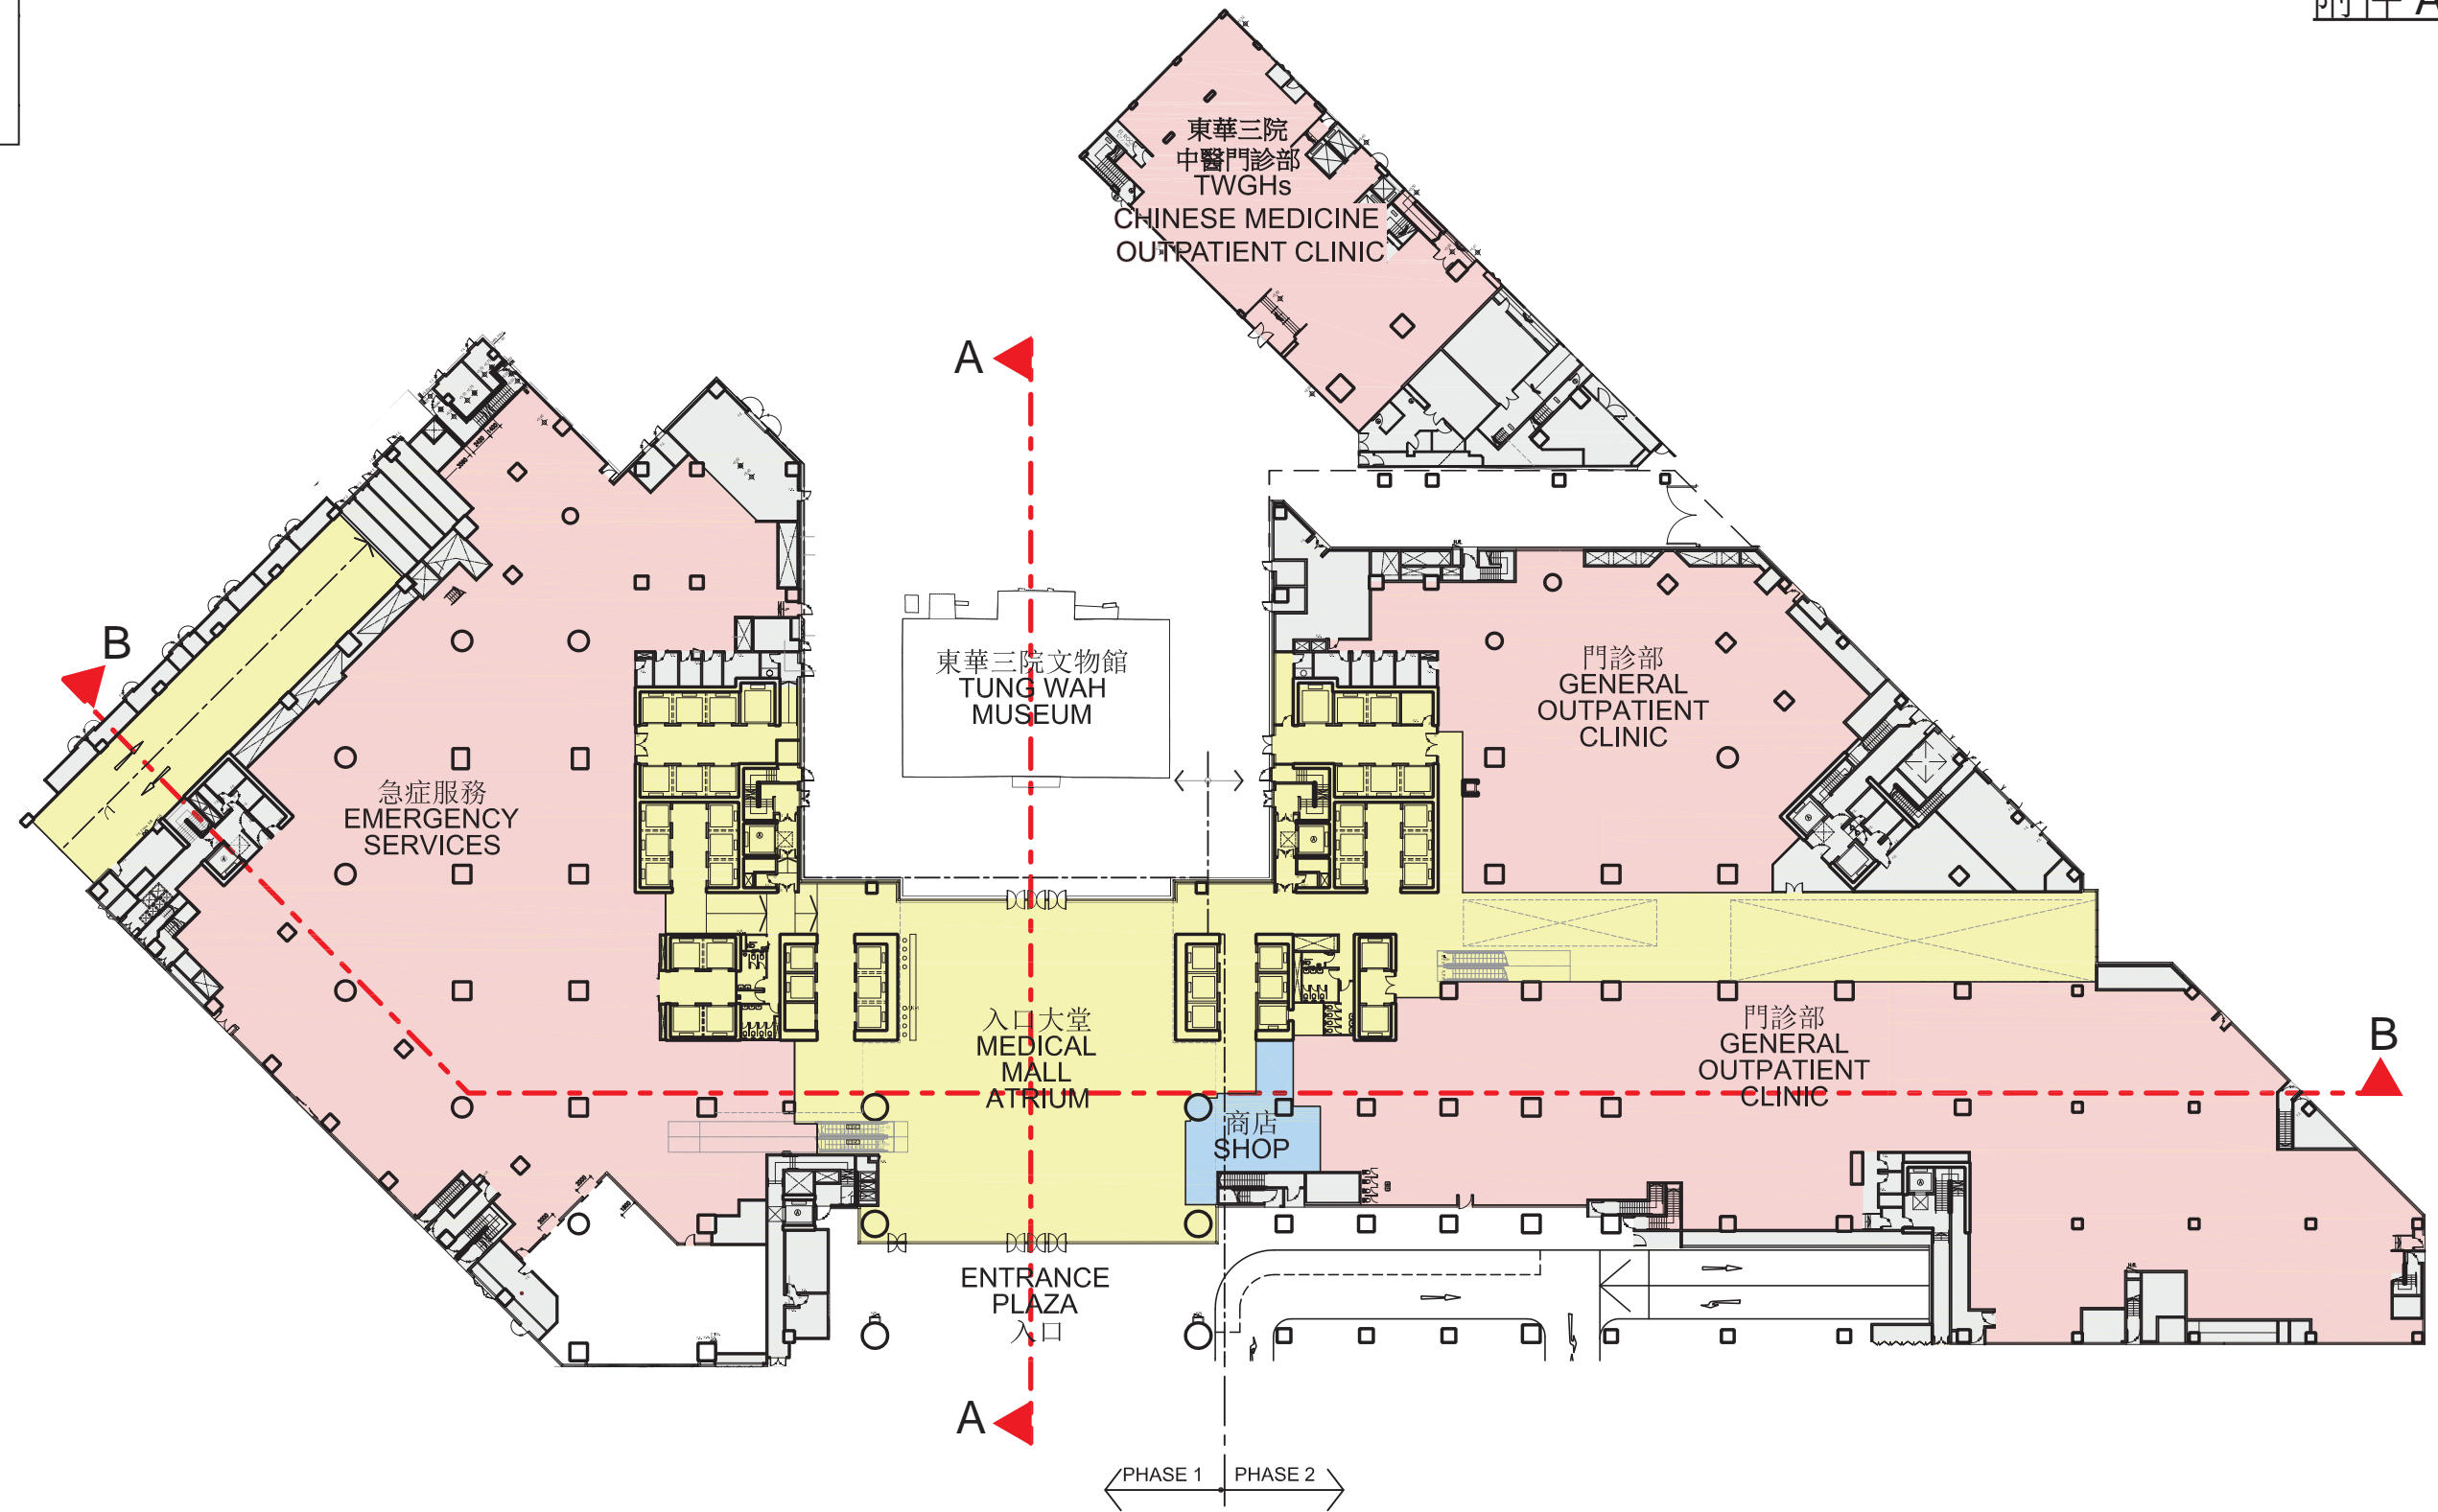 附件 A
東華三院
中醫門診部
TWGHs
CHINESE MEDICINE
OUTPATIENT CLINIC
A
B
東華三院文物館
TUNG WAH
MUSEUM
門診部
GENERAL
OUTPATIENT
CLINIC
急症服務
EMERGENCY
SERVICES
入口大堂
MEDICAL
MALL
ATRIUM
門診部
GENERAL
OUTPATIENT
CLINIC
B
商店
SHOP
ENTRANCE
PLAZA
入口
A
PHASE 1
PHASE 2